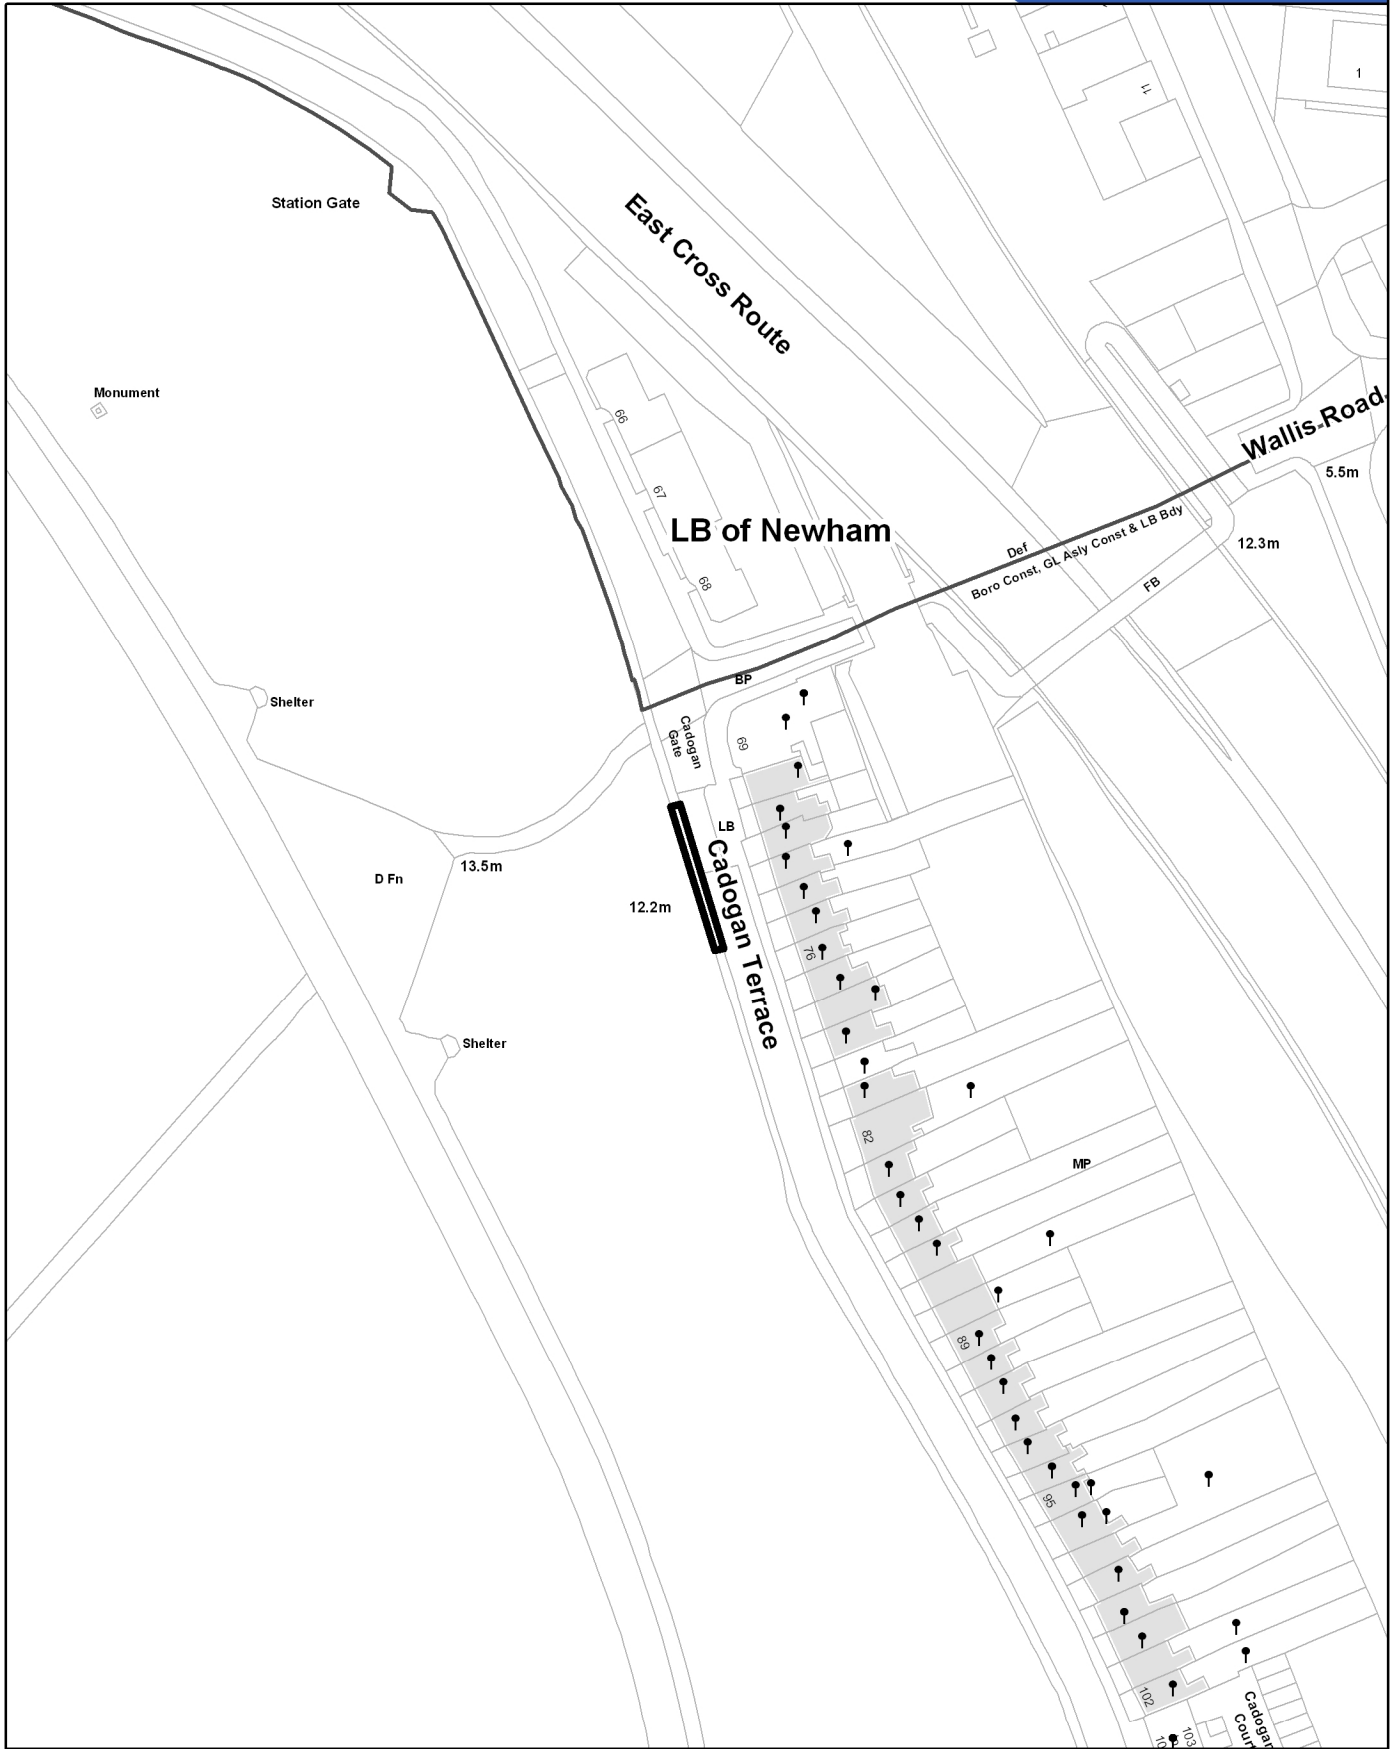 1
11
Station Gate
East Cross Route
Monument
66
Wallis Road
5.5m
67
LB of Newham
12.3m
Def
Boro Const, GL Asly Const & LB Bdy
FB
68
BP
Shelter
Cadogan
Gate
69
LB
Cadogan Terrace
13.5m
D Fn
12.2m
76
Shelter
82
MP
89
95
102
Cadogan
Court
103